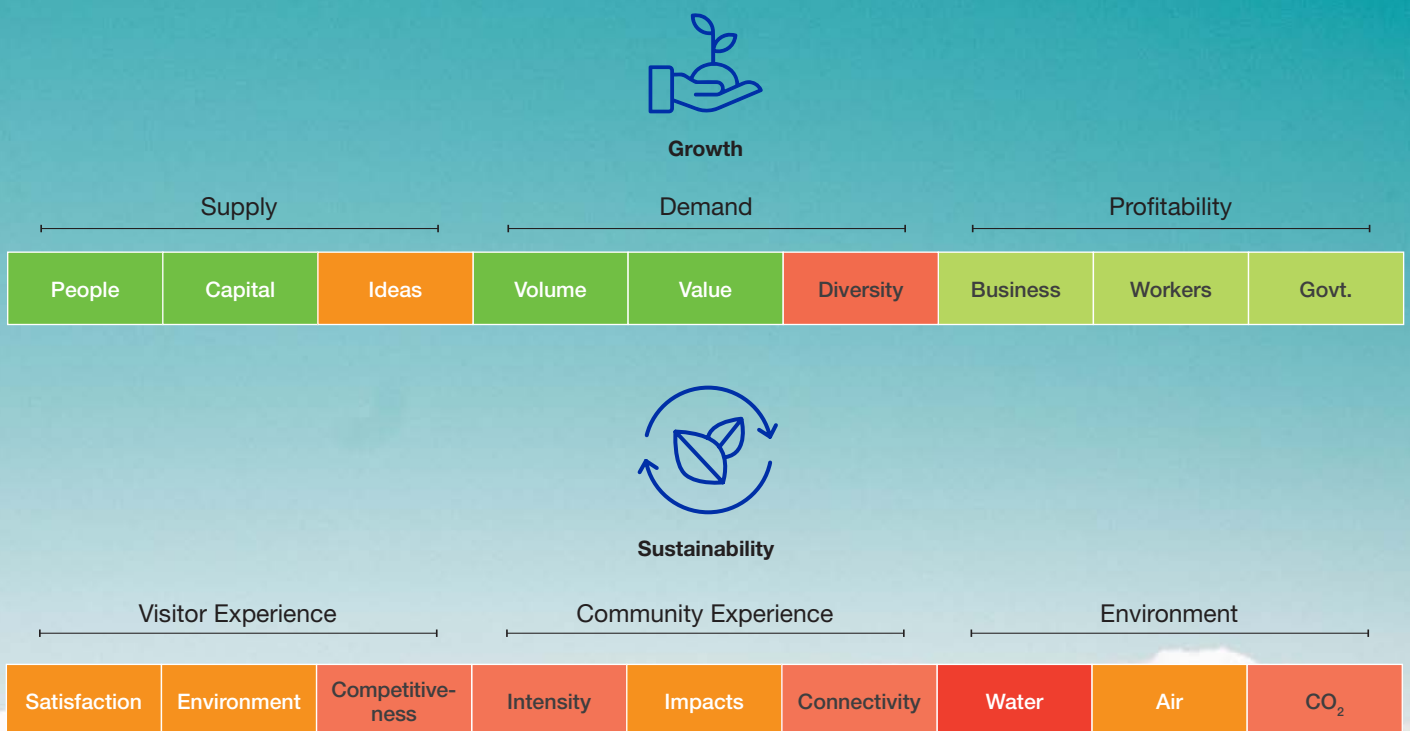 Growth
Supply Demand Profitability
People Capital Ideas Volume Value Diversity Business Workers Govt.
Sustainability
Visitor Experience Community Experience Environment
Satisfaction Environment Competitive-
ness Intensity Impacts Connectivity Water Air CO₂